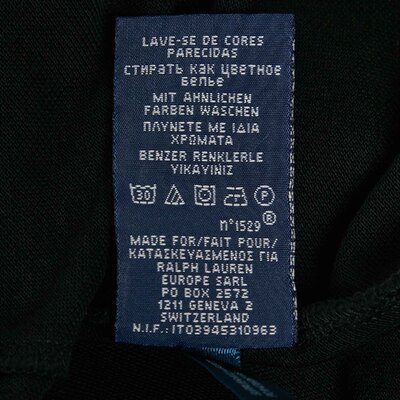 LAVE-SE DE CORES
PARECIDAS
СТИРАТЬ КАК ЦВЕТНОЕ
БЕЛЬЕ
MIT AHNLICHEN
FARBEN WASCHEN
ΠΛΥΝΕΤΕ ΜΕ ΙΔΙΑ
ΧΡΩΜΑΤΑ
BENZER RENKLERLE
YIKAYINIZ
30 P
n°1529®
MADE FOR/FAIT POUR/
ΚΑΤΑΣΚΕΥΑΣΜΕΝΟΣ ΓΙΑ
RALPH LAUREN
EUROPE SARL
PO BOX 2572
1211 GENEVA 2
SWITZERLAND
N.I.F.: IT03945310963